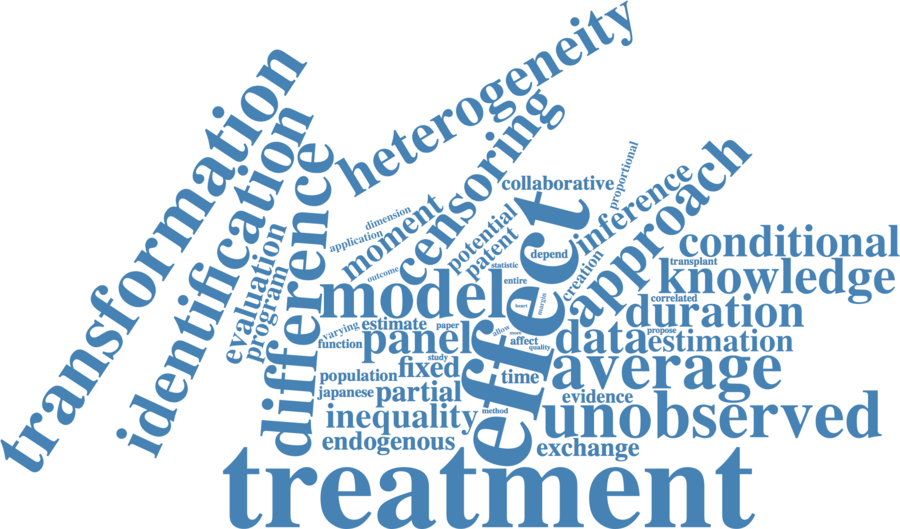 heterogeneity
transformation
identification
difference
censoring
collaborative
proportional
inference
approach
dimension
application
moment
potential
patent
effect
depend
conditional
evaluation
program
outcome
statistic
entire
creation
transplant
knowledge
model
heart
margin
correlated
duration
varying
estimate
paper
allow
propose
function
panel
affect
quality
data
estimation
study
fixed
time
average
population
japanese
partial
evidence
inequality
method
unobserved
endogenous
exchange
treatment